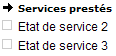 Services prestés
Etat de service 2
Etat de service 3